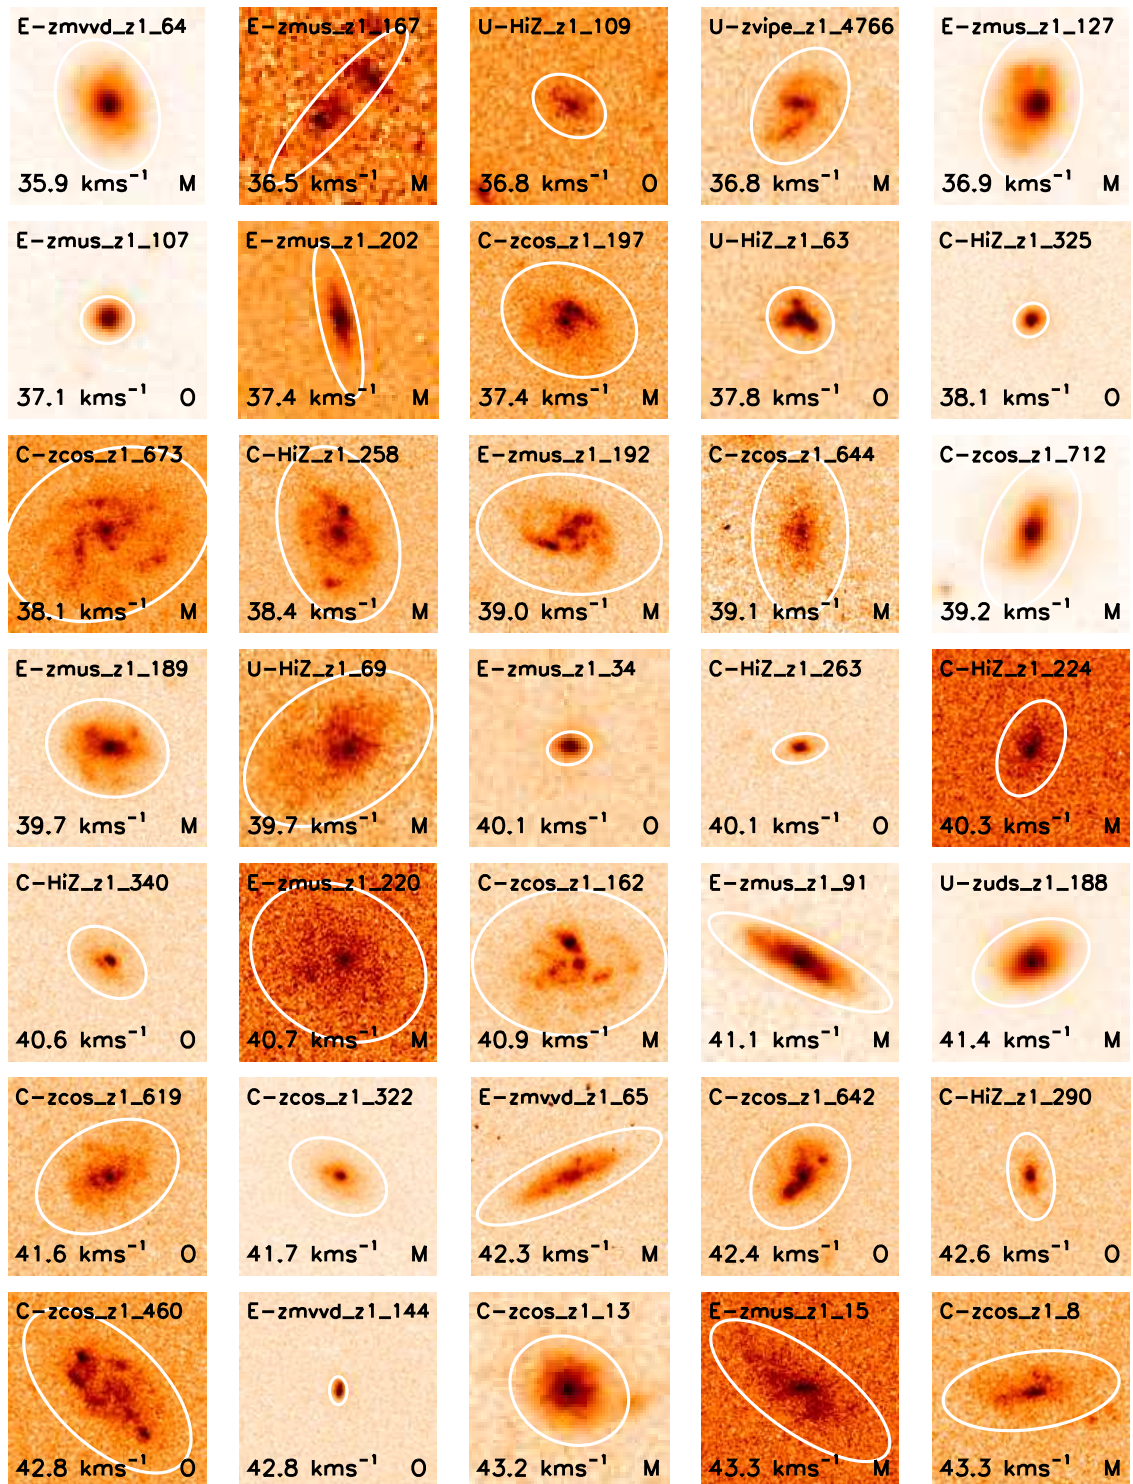 E-zmvvd_z1_64
35.9 kms⁻¹ M
E-zmus_z1_167
36.5 kms⁻¹ M
U-HiZ_z1_109
36.8 kms⁻¹ O
U-zvipe_z1_4766
36.8 kms⁻¹ M
E-zmus_z1_127
36.9 kms⁻¹ M
E-zmus_z1_107
37.1 kms⁻¹ O
E-zmus_z1_202
37.4 kms⁻¹ M
C-zcos_z1_197
37.4 kms⁻¹ M
U-HiZ_z1_63
37.8 kms⁻¹ O
C-HiZ_z1_325
38.1 kms⁻¹ O
C-zcos_z1_673
38.1 kms⁻¹ M
C-HiZ_z1_258
38.4 kms⁻¹ M
E-zmus_z1_192
39.0 kms⁻¹ M
C-zcos_z1_644
39.1 kms⁻¹ M
C-zcos_z1_712
39.2 kms⁻¹ M
E-zmus_z1_189
39.7 kms⁻¹ M
U-HiZ_z1_69
39.7 kms⁻¹ M
E-zmus_z1_34
40.1 kms⁻¹ O
C-HiZ_z1_263
40.1 kms⁻¹ O
C-HiZ_z1_224
40.3 kms⁻¹ M
C-HiZ_z1_340
40.6 kms⁻¹ O
E-zmus_z1_220
40.7 kms⁻¹ M
C-zcos_z1_162
40.9 kms⁻¹ M
E-zmus_z1_91
41.1 kms⁻¹ M
U-zuds_z1_188
41.4 kms⁻¹ M
C-zcos_z1_619
41.6 kms⁻¹ O
C-zcos_z1_322
41.7 kms⁻¹ M
E-zmvvd_z1_65
42.3 kms⁻¹ M
C-zcos_z1_642
42.4 kms⁻¹ O
C-HiZ_z1_290
42.6 kms⁻¹ O
C-zcos_z1_460
42.8 kms⁻¹ O
E-zmvvd_z1_144
42.8 kms⁻¹ O
C-zcos_z1_13
43.2 kms⁻¹ M
E-zmus_z1_15
43.3 kms⁻¹ M
C-zcos_z1_8
43.3 kms⁻¹ M